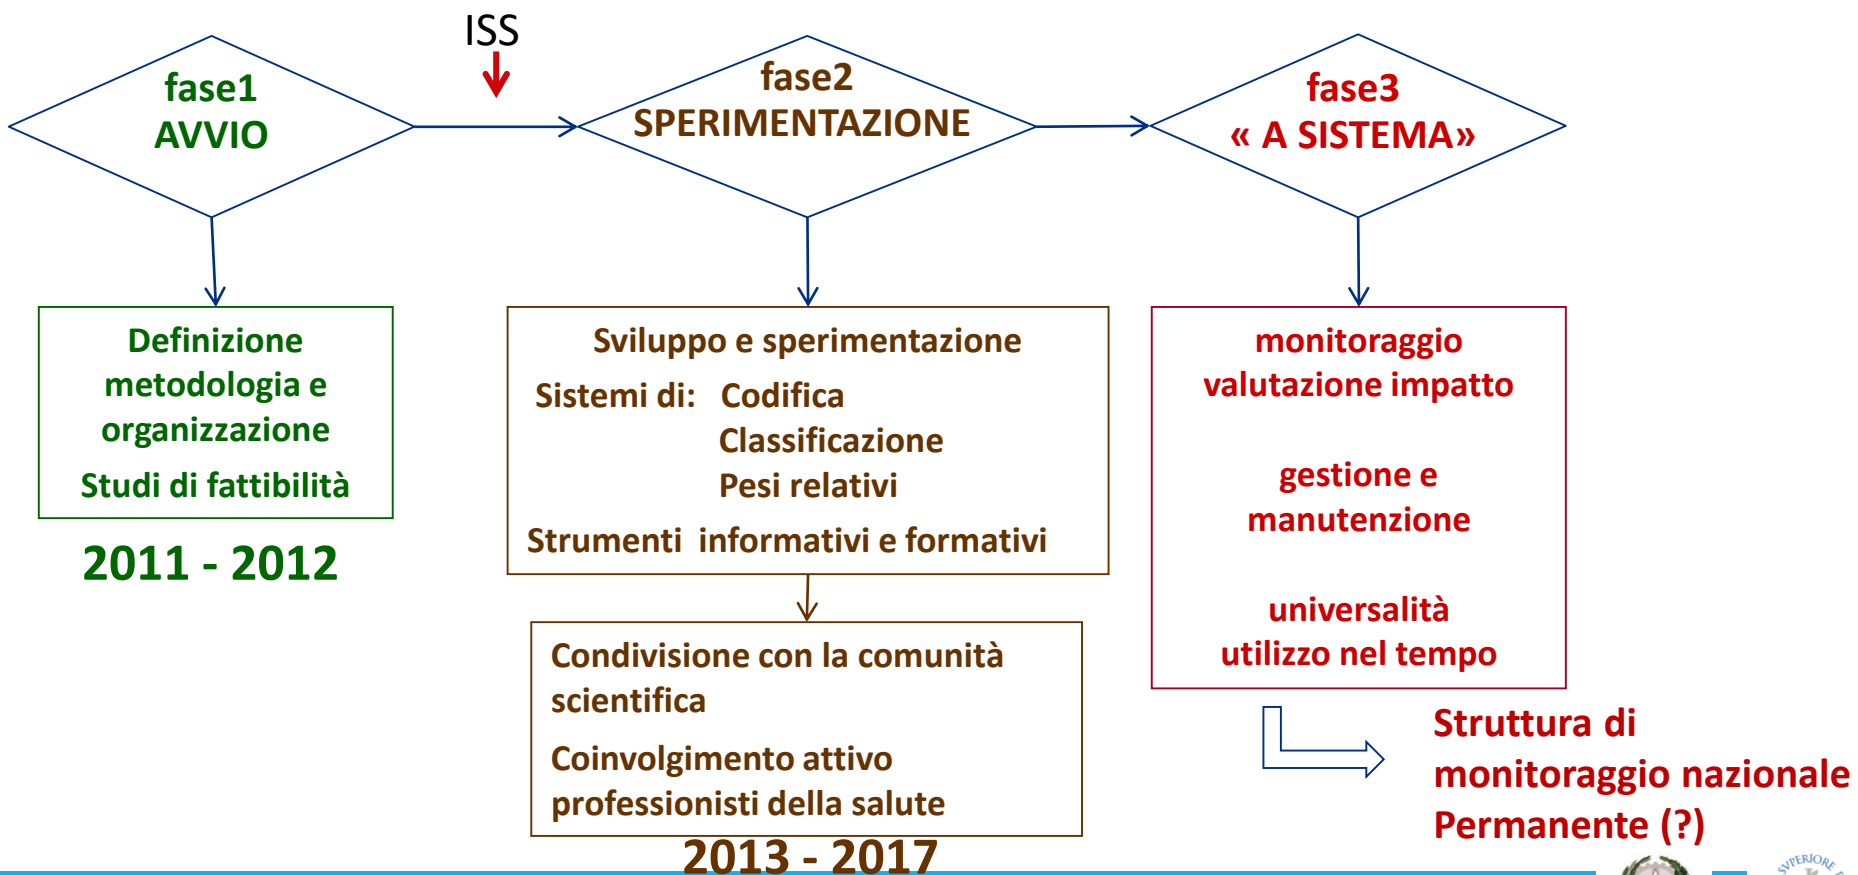 ISS
fase1
AVVIO
fase2
SPERIMENTAZIONE
fase3
« A SISTEMA»
Definizione
metodologia e
organizzazione
Studi di fattibilità
2011 - 2012
Sviluppo e sperimentazione
Sistemi di: Codifica
Classificazione
Pesi relativi
Strumenti informativi e formativi
Condivisione con la comunità
scientifica
Coinvolgimento attivo
professionisti della salute
2013 - 2017
monitoraggio
valutazione impatto
gestione e
manutenzione
universalità
utilizzo nel tempo
Struttura di
monitoraggio nazionale
Permanente (?)
SVPERIORE